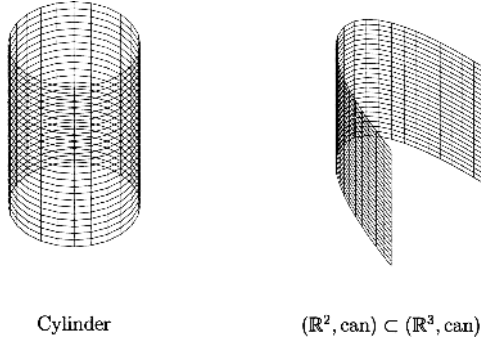 Cylinder
(ℝ², can) ⊂ (ℝ³, can)